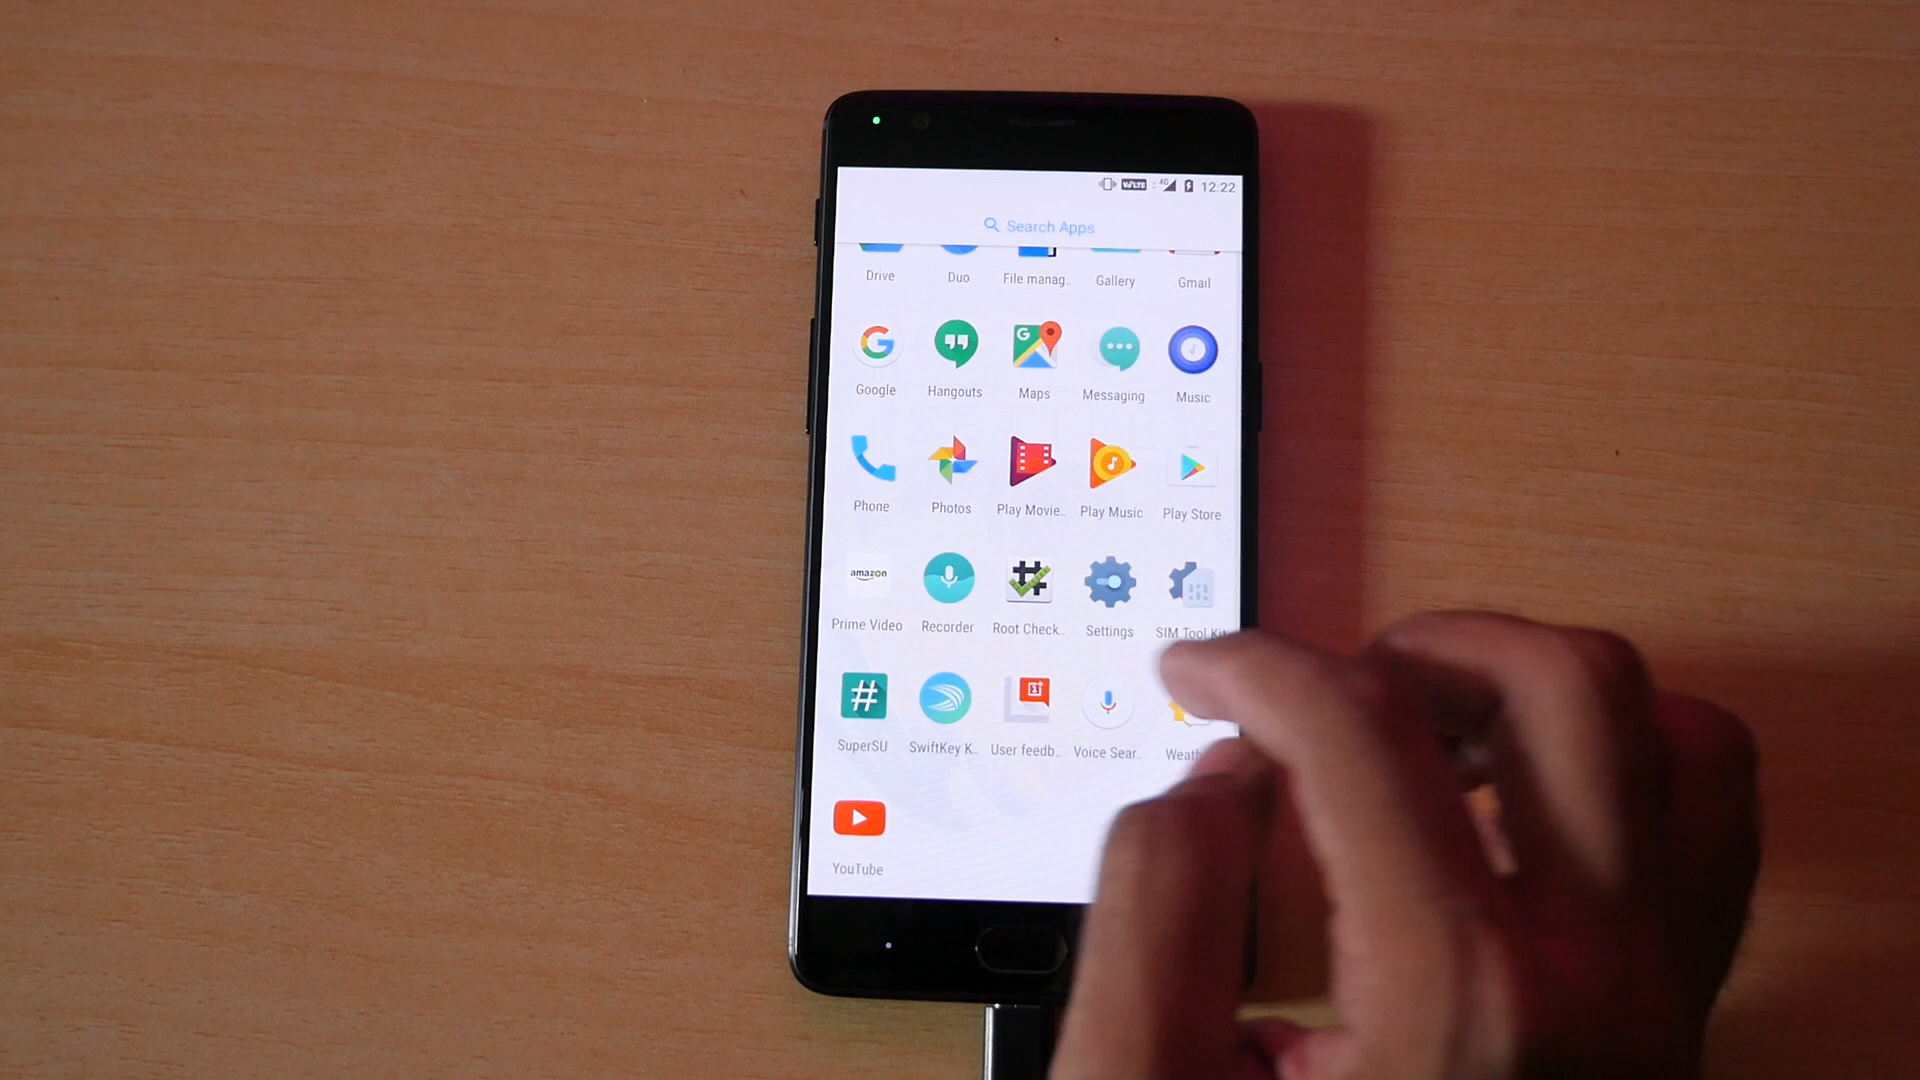 VoLTE 4G 12:22
Search Apps
Drive Duo File manag.. Gallery Gmail
G
Google Hangouts Maps Messaging Music
Phone Photos Play Movie.. Play Music Play Store
amazon
Prime Video Recorder Root Check.. Settings SIM Tool Kit
SuperSU SwiftKey K.. User feedb.. Voice Sear..
YouTube